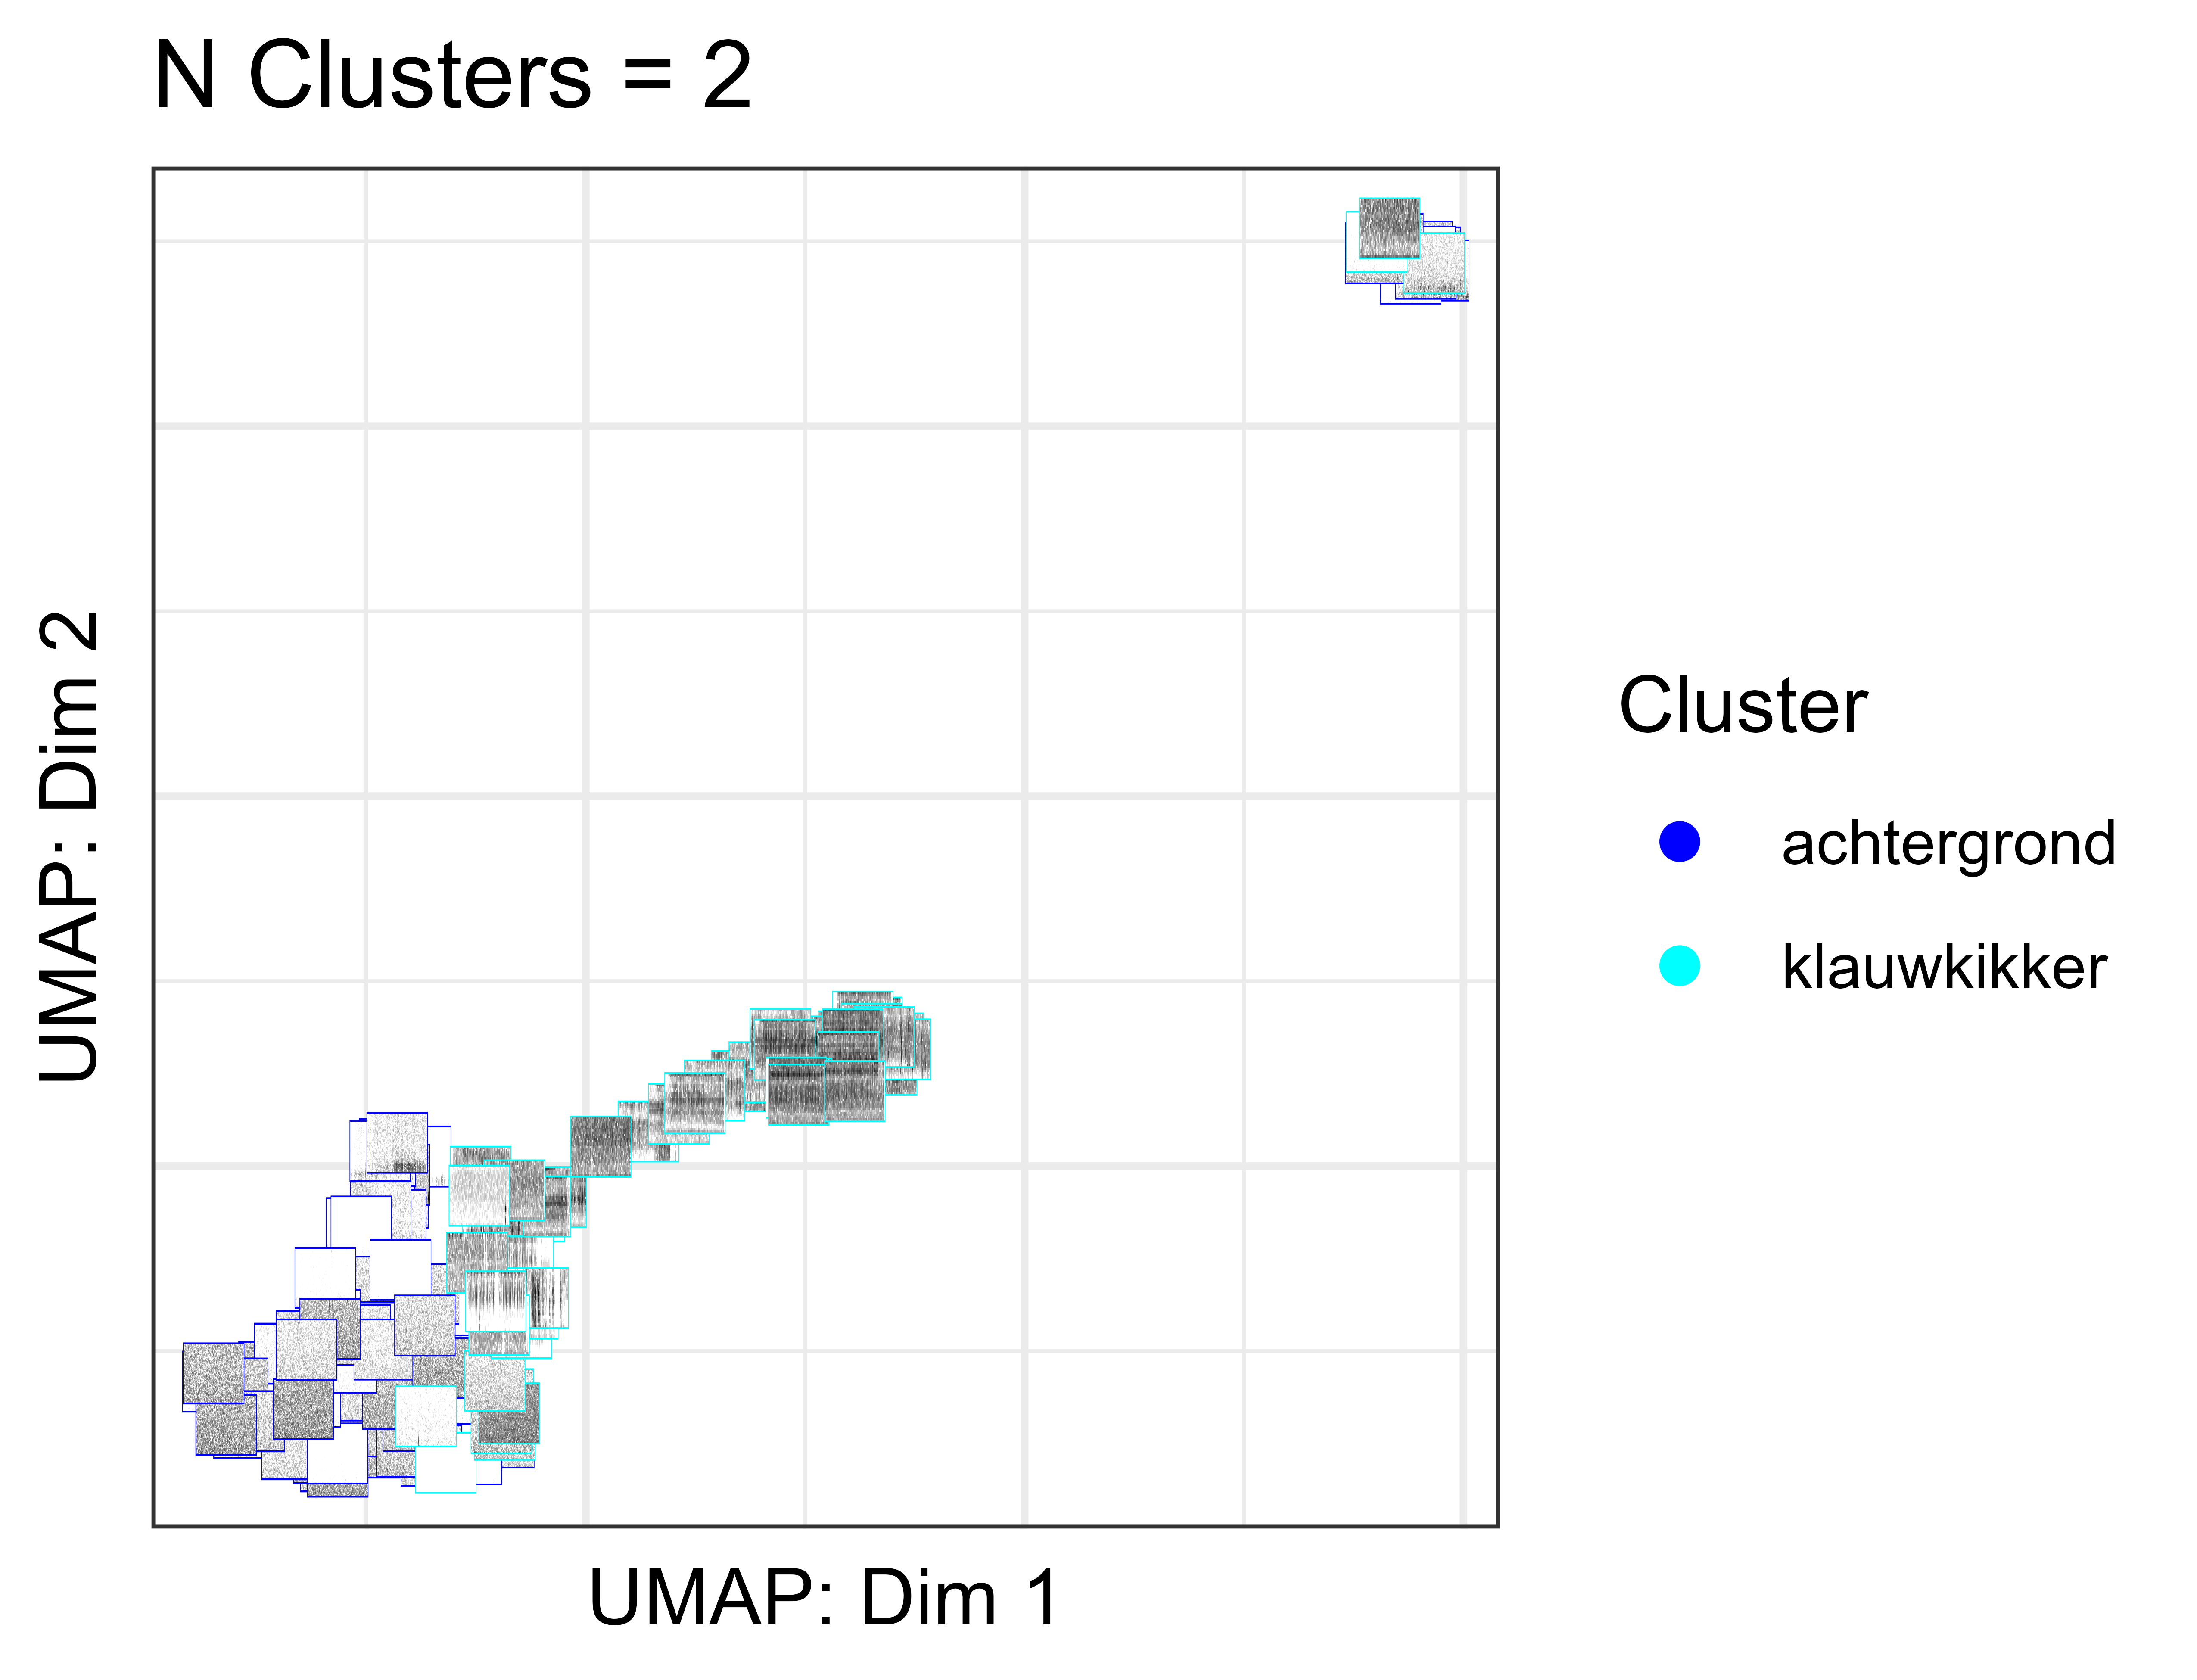 N Clusters = 2
UMAP: Dim 2
Cluster
achtergrond
klauwkikker
UMAP: Dim 1